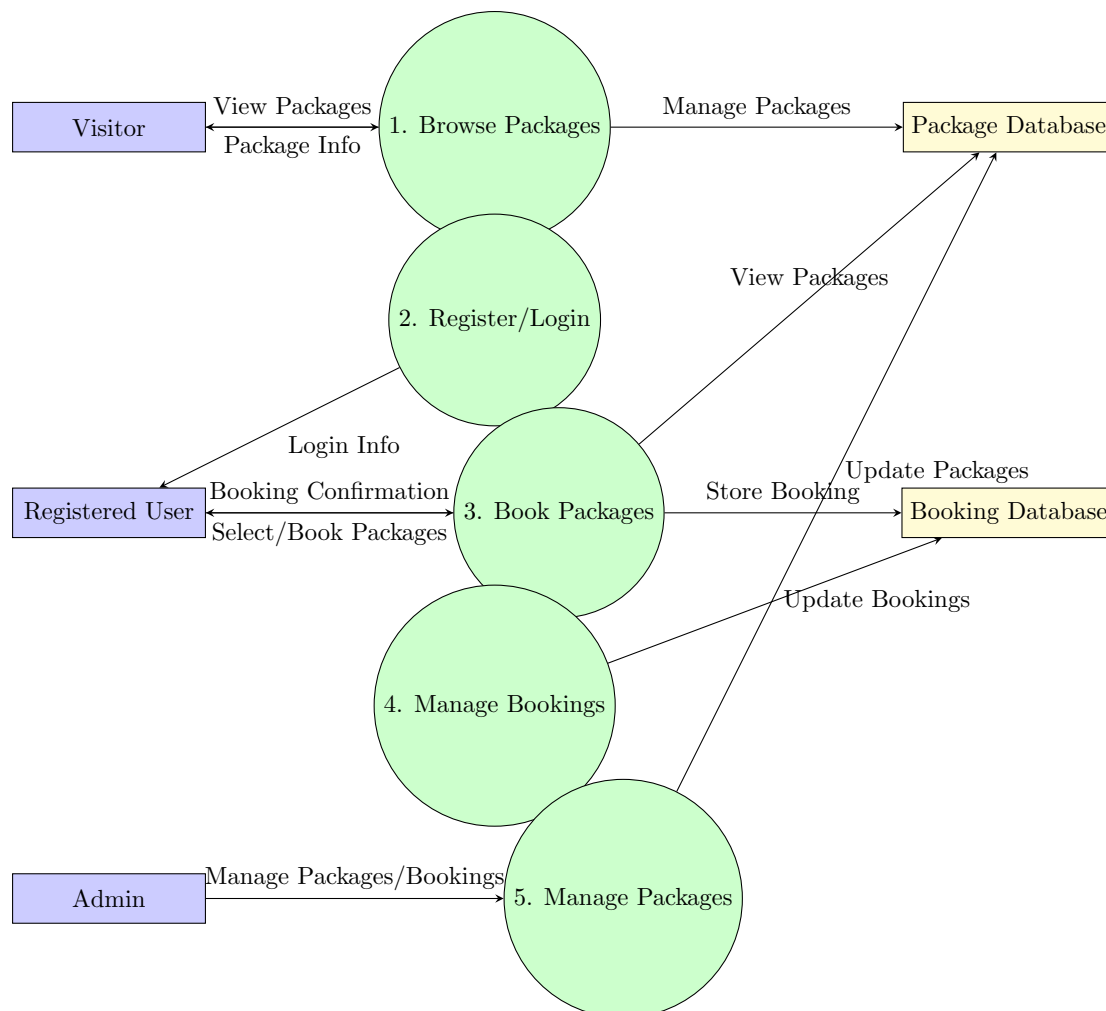 View Packages
Manage Packages
Visitor
1. Browse Packages
Package Database
Package Info
View Packages
2. Register/Login
Login Info
Update Packages
Booking Confirmation
Store Booking
Registered User
3. Book Packages
Booking Database
Select/Book Packages
Update Bookings
4. Manage Bookings
Manage Packages/Bookings
Admin
5. Manage Packages